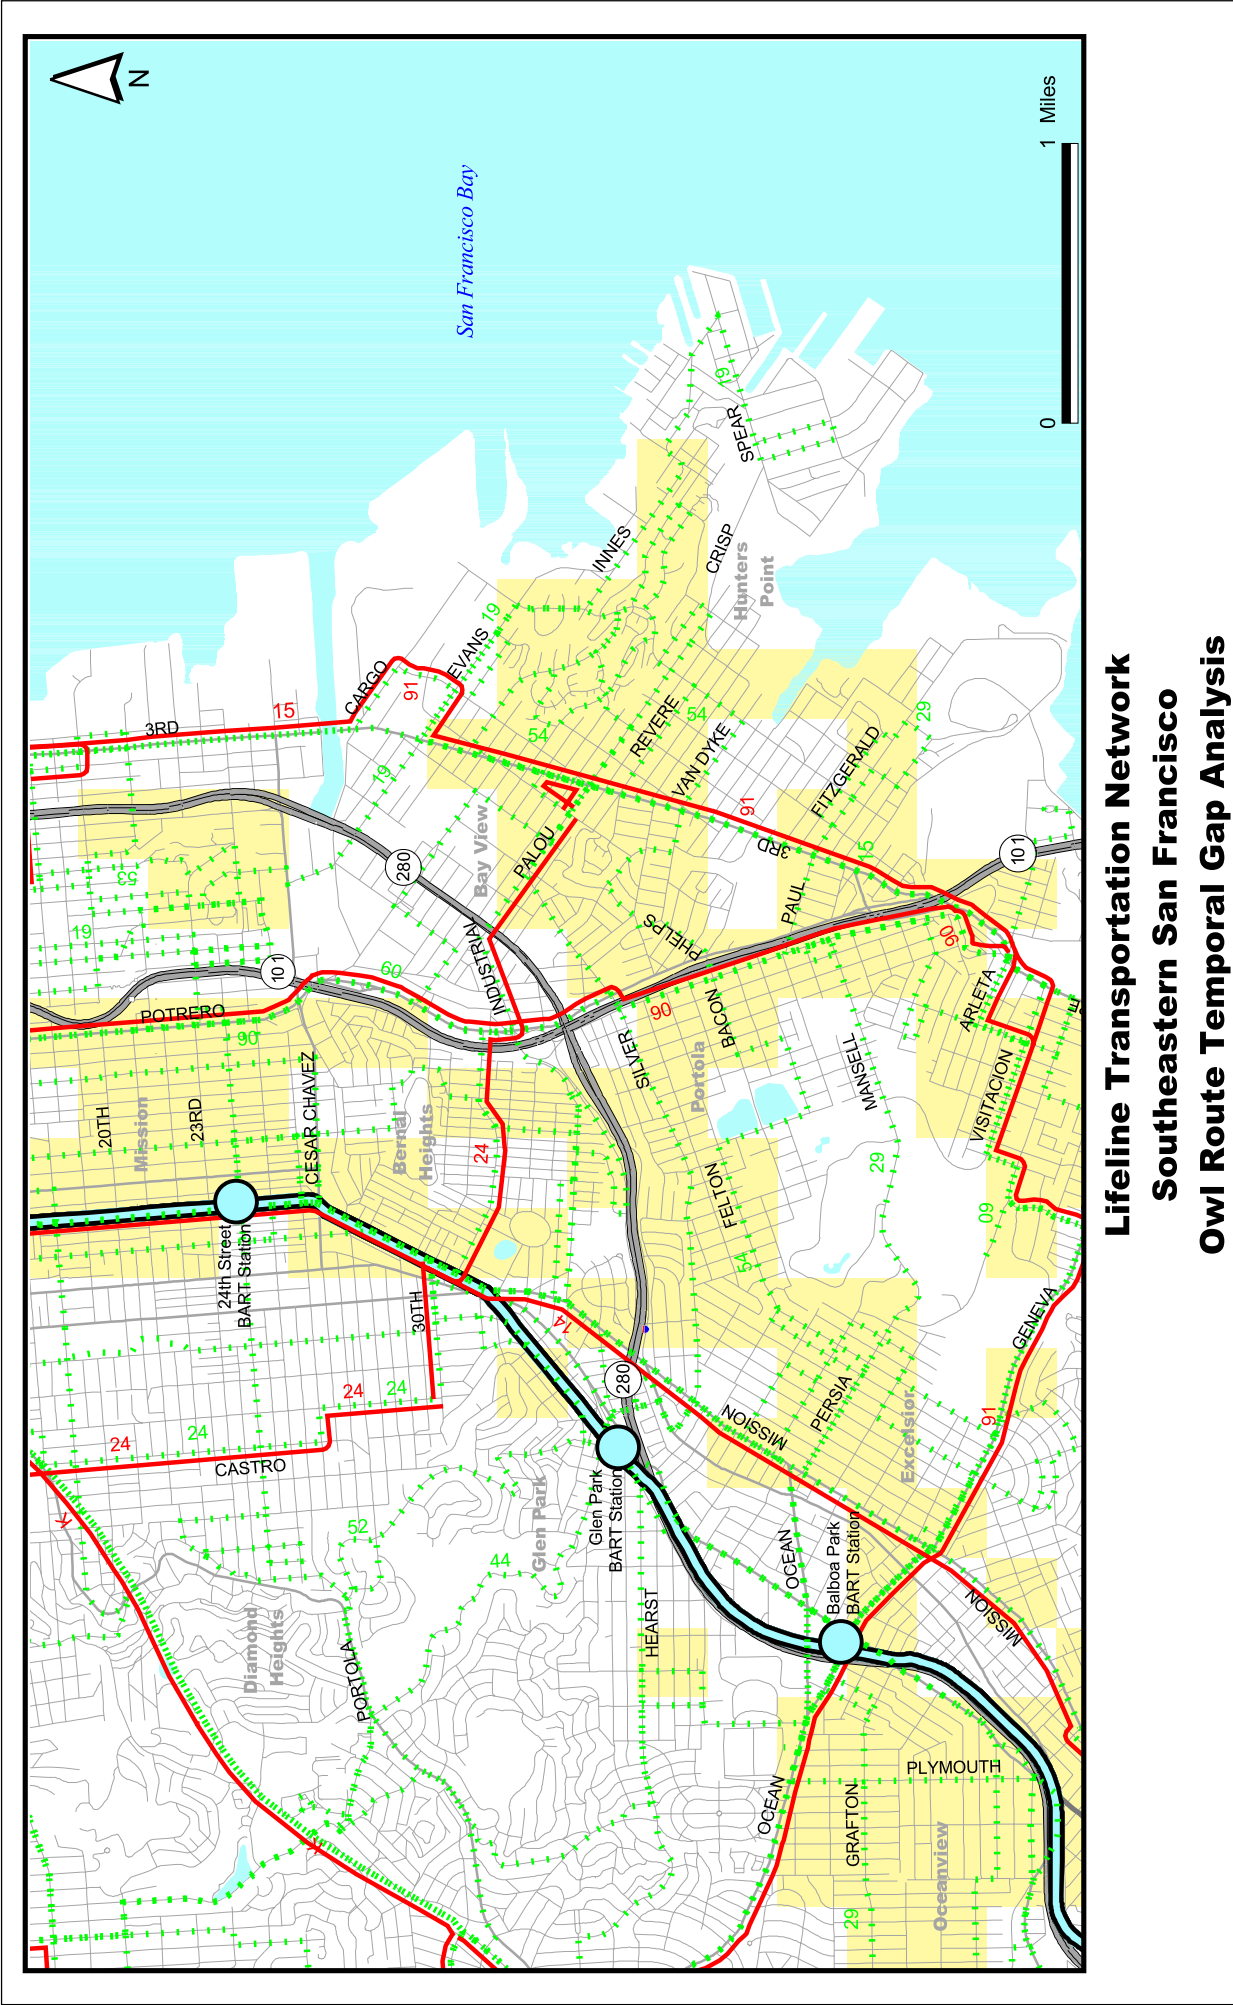 Lifeline Transportation Network
Southeastern San Francisco
Owl Route Temporal Gap Analysis
N
San Francisco Bay
0
1 Miles
3RD
15
CARGO
91
EVANS
19
INNES
SPEAR
19
CRISP
Hunters
Point
54
REVERE
54
VAN DYKE
FITZGERALD
29
19
280
53
19
101
60
POTRERO
90
Bay View
PALOU
INDUSTRIAL
91
3RD
15
PAUL
PHELPS
101
90
90
SILVER
BACON
Portola
MANSELL
ARLETA
VISITACION
20TH
Mission
23RD
CESAR CHAVEZ
Bernal
Heights
24
FELTON
54
29
24th Street
BART Station
30TH
24
24
24
24
CASTRO
280
MISSION
PERSIA
Excelsior
GENEVA
91
K
52
44
Glen Park
Glen Park
BART Station
OCEAN
Balboa Park
BART Station
MISSION
Diamond
Heights
PORTOLA
HEARST
OCEAN
GRAFTON
PLYMOUTH
29
Oceanview